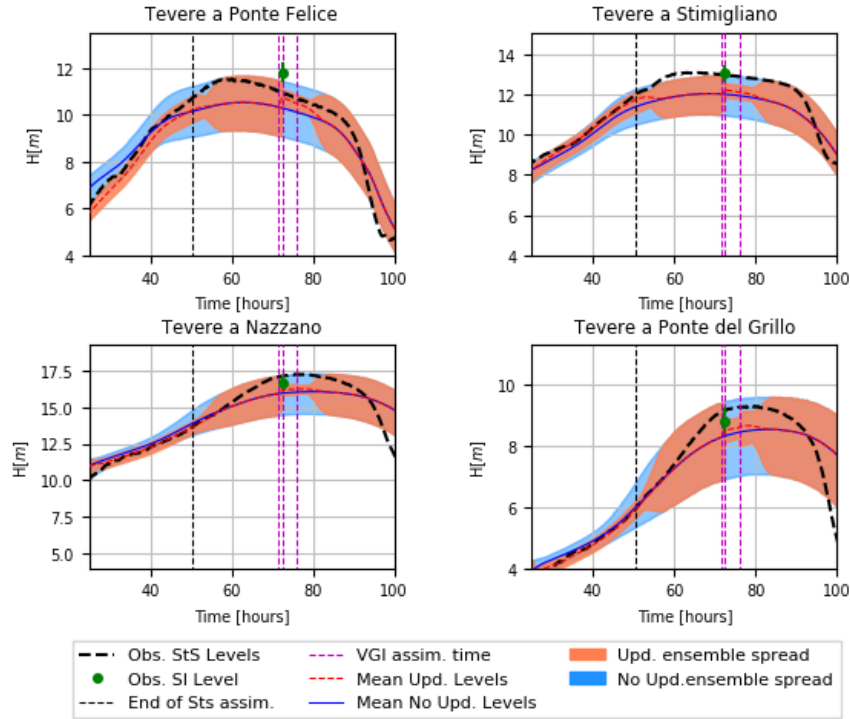 Tevere a Ponte Felice
H[m]
12
10
8
6
4
40 60 80 100
Time [hours]
Tevere a Stimigliano
H[m]
14
12
10
8
6
4
40 60 80 100
Time [hours]
Tevere a Nazzano
H[m]
17.5
15.0
12.5
10.0
7.5
5.0
40 60 80 100
Time [hours]
Tevere a Ponte del Grillo
H[m]
10
8
6
4
40 60 80 100
Time [hours]
Obs. StS Levels
Obs. SI Level
End of Sts assim.
VGI assim. time
Mean Upd. Levels
Mean No Upd. Levels
Upd. ensemble spread
No Upd.ensemble spread